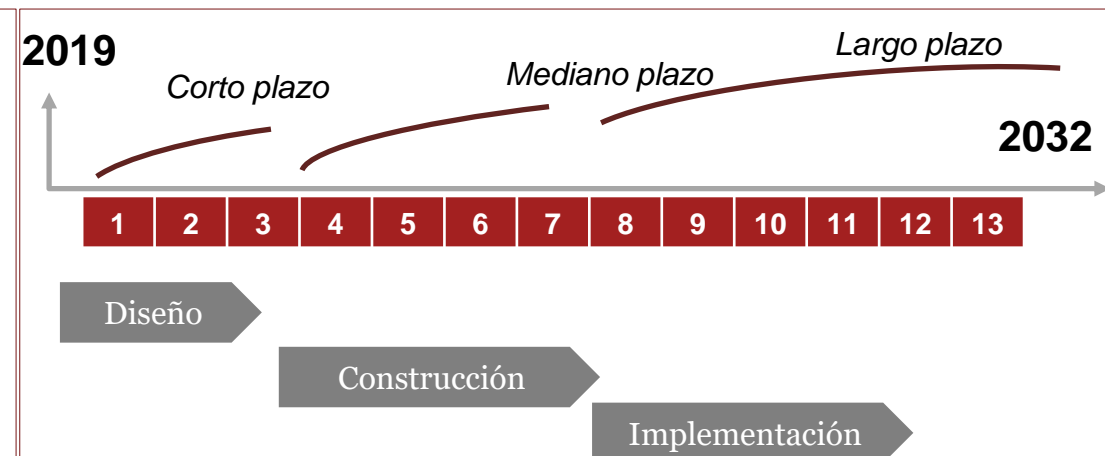 2019
Corto plazo
Mediano plazo
Largo plazo
2032
1 2 3 4 5 6 7 8 9 10 11 12 13
Diseño
Construcción
Implementación